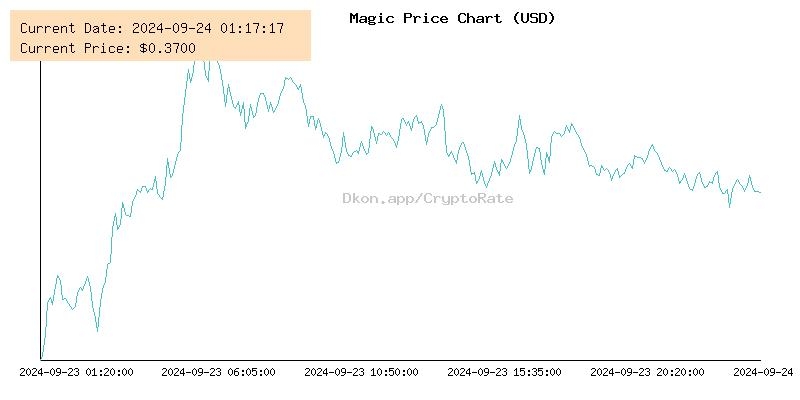 Magic Price Chart (USD)
Current Date: 2024-09-24 01:17:17
Current Price: $0.3700
Dkon.app/CryptoRate
2024-09-23 01:20:00 2024-09-23 06:05:00 2024-09-23 10:50:00 2024-09-23 15:35:00 2024-09-23 20:20:00 2024-09-24